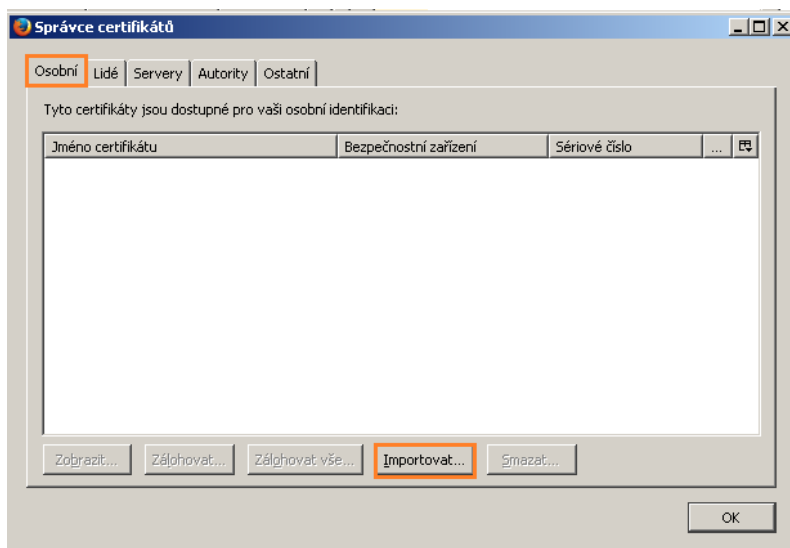 Správce certifikátů
Osobní Lidé Servery Autority Ostatní
Tyto certifikáty jsou dostupné pro vaši osobní identifikaci:
Jméno certifikátu Bezpečnostní zařízení Sériové číslo ...
Zobrazit... Zálohovat... Zálohovat vše... Importovat... Smazat...
OK